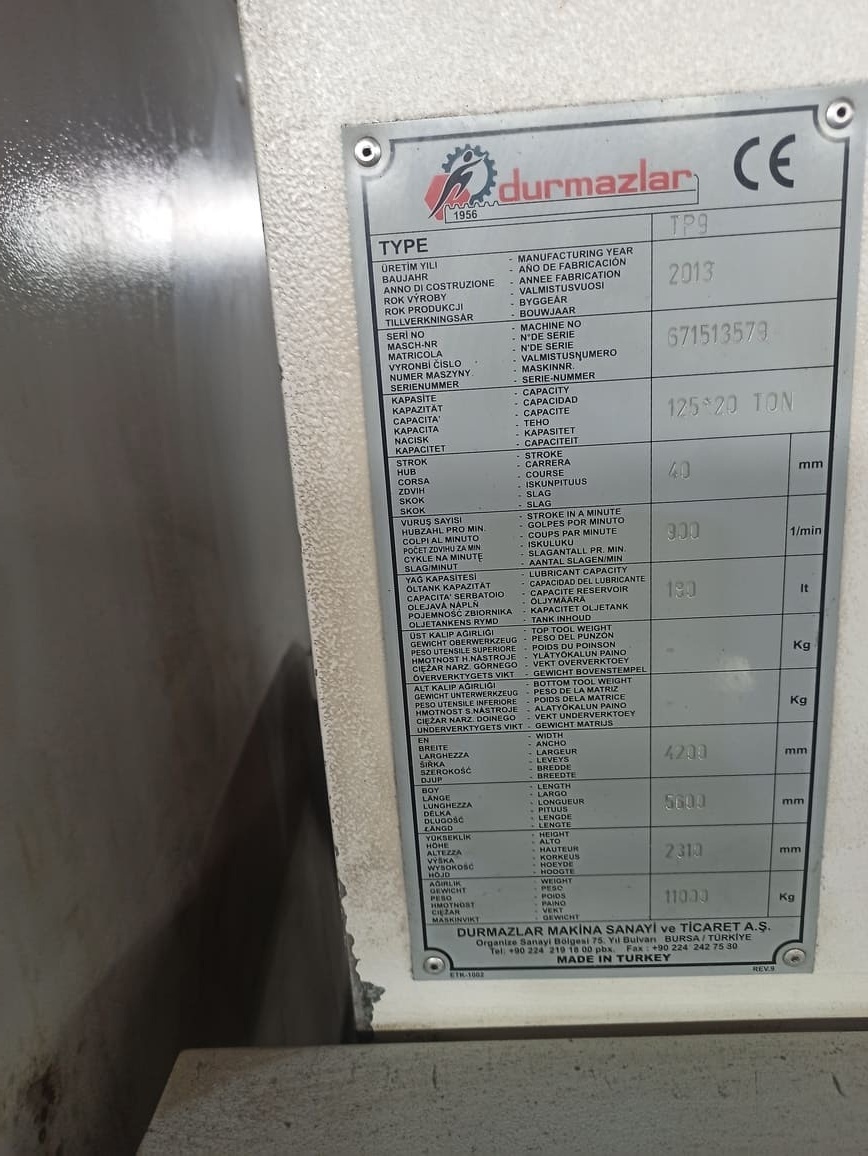 durmazlar
1956
CE
TYPE TP9
ÜRETİM YILI - MANUFACTURING YEAR
BAUJAHR - AÑO DE FABRICACIÓN
ANNO DI COSTRUZIONE - ANNEE FABRICATION
ROK VÝROBY - VALMISTUSVUOSI
ROK PRODUKCJI - BYGGEÅR
TILLVERKNINGSÅR - BOUWJAAR
2013
SERİ NO - MACHINE NO
MASCH-NR - N°DE SERIE
MATRICOLA - N'DE SERIE
VYRONBİ ČİSLO - VALMISTUSNUMERO
NUMER MASZYNY. - MASKINNR.
SERIENUMMER - SERIE-NUMMER
671513579
KAPASİTE - CAPACITY
KAPAZITÄT - CAPACIDAD
CAPACITA' - CAPACITE
KAPACITA - TEHO
NACISK - KAPASITET
KAPACITET - CAPACITEIT
125*20 TON
STROK - STROKE
HUB - CARRERA
CORSA - COURSE
ZDVIH - ISKUNPITUUS
SKOK - SLAG
SKOK - SLAG
40 mm
VURUŞ SAYISI - STROKE IN A MINUTE
HUBZAHL PRO MIN. - GOLPES POR MINUTO
COLPI AL MINUTO - COUPS PAR MINUTE
POČET ZDVIHU ZA MIN - ISKULUKU
CYKLE NA MINUTĘ - SLAGANTALL PR. MIN.
SLAG/MINUT - AANTAL SLAGEN/MIN
900 1/min
YAĞ KAPASİTESİ - LUBRICANT CAPACITY
ÖLTANK KAPAZITÄT - CAPACIDAD DEL LUBRICANTE
CAPACITA' SERBATOIO - CAPACITE RESERVOIR
OLEJAVÁ NÁPLŇ - ÖLJYMÄÄRÄ
POJEMNOŚĆ ZBIORNIKA - KAPACITET OLJETANK
OLJETANKENS RYMD - TANK INHOUD
lt
ÜST KALIP AĞIRLIĞI - TOP TOOL WEIGHT
GEWICHT OBERWERKZEUG - PESO DEL PUNZÓN
PESO UTENSILE SUPERIORE - POIDS DU POINSON
HMOTNOST H.NÁSTROJE - YLÄTYÖKALUN PAINO
CIĘŻAR NARZ. GÓRNEGO - VEKT OVERVERKTOEY
ÖVERVERKTYGETS VIKT - GEWICHT BOVENSTEMPEL
- Kg
ALT KALIP AĞIRLIĞI - BOTTOM TOOL WEIGHT
GEWICHT UNTERWERKZEUG - PESO DE LA MATRIZ
PESO UTENSILE INFERIORE - POIDS DELA MATRICE
HMOTNOST S.NÁSTROJE - ALATYÖKALUN PAINO
CIĘŻAR NARZ. DOINEGO - VEKT UNDERVERKTOEY
UNDERVERKTYGETS VIKT - GEWICHT MATRIJS
- Kg
EN - WIDTH
BREITE - ANCHO
LARGHEZZA - LARGEUR
ŠIŘKA - LEVEYS
SZEROKOŚĆ - BREDDE
DJUP - BREEDTE
4200 mm
BOY - LENGTH
LÄNGE - LARGO
LUNGHEZZA - LONGUEUR
DÉLKA - PITUUS
DLUGOŚĆ - LENGDE
LÄNGD - LENGTE
5600 mm
YÜKSEKLİK - HEIGHT
HÖHE - ALTO
ALTEZZA - HAUTEUR
VÝŠKA - KORKEUS
WYSOKOŚĆ - HOEYDE
HÖJD - HOOGTE
2310 mm
AĞIRLIK - WEIGHT
GEWICHT - PESO
PESO - POIDS
HMOTNOST - PAINO
CIĘŻAR - VEKT
MASKINVIKT - GEWICHT
11000 Kg
DURMAZLAR MAKİNA SANAYİ ve TİCARET A.Ş.
Organize Sanayi Bölgesi 75. Yıl Bulvarı BURSA / TÜRKİYE
Tel: +90 224 219 18 00 pbx. Fax : +90 224 242 75 30
MADE IN TURKEY
ETK-1002 REV.9